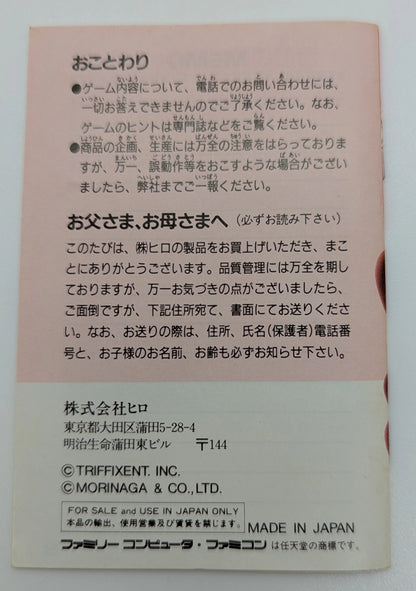 おことわり
●ゲーム内容について、電話でのお問い合わせには、
一切お答えできませんのでご了承ください。なお、
ゲームのヒントは専門誌などをご覧ください。
●商品の企画、生産には万全の注意をはらっております
が、万一、誤動作等をおこすような場合がござい
ましたら、弊社までご一報ください。
お父さま、お母さまへ(必ずお読み下さい)
このたびは、㈱ヒロの製品をお買上げいただき、まこ
とにありがとうございます。品質管理には万全を期し
ておりますが、万一お気づきの点がございましたら、
ご面倒ですが、下記住所宛て、書面にてお送りくださ
い。なお、お送りの際は、住所、氏名(保護者)電話番
号と、お子様のお名前、お齢も必ずお知らせ下さい。
株式会社ヒロ
東京都大田区蒲田5-28-4
明治生命蒲田東ビル 〒144
©TRIFFIXENT. INC.
©MORINAGA & CO.,LTD.
FOR SALE and USE IN JAPAN ONLY
本品の輸出、使用営業及び賃貸を禁じます。
MADE IN JAPAN
ファミリーコンピュータ・ファミコン は任天堂の商標です。